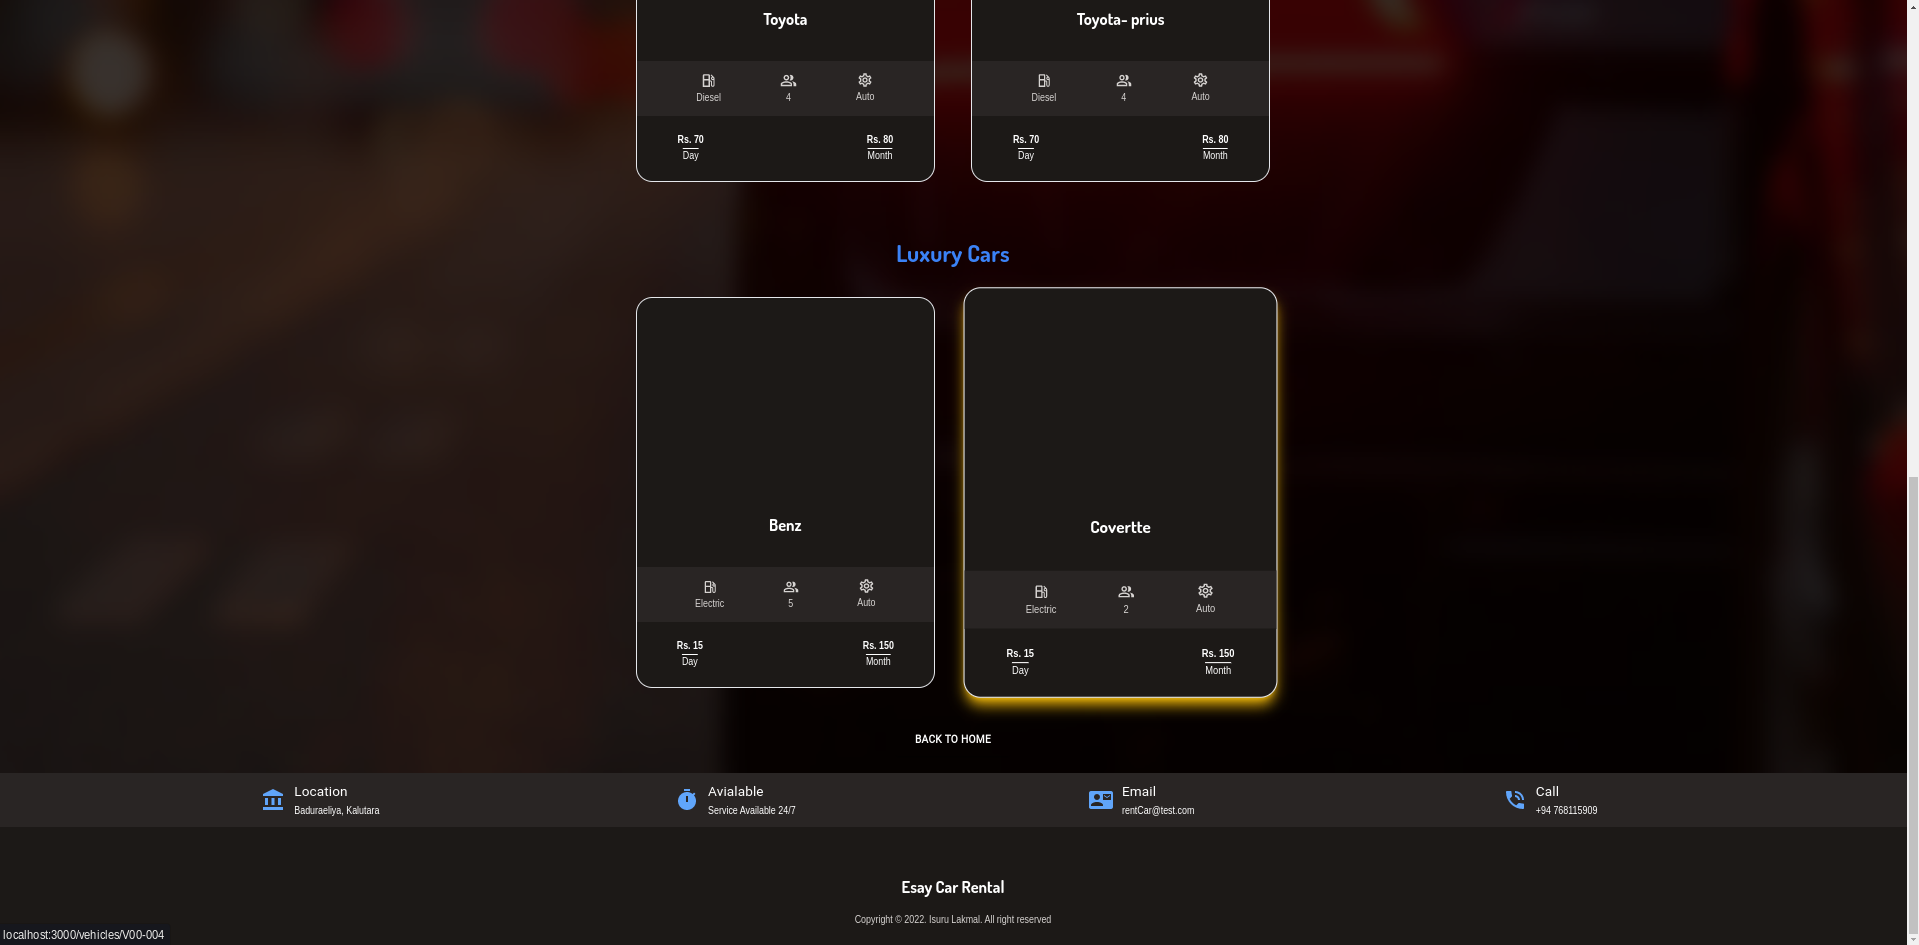 Toyota
Toyota- prius
Diesel
4
Auto
Diesel
4
Auto
Rs. 70
Day
Rs. 80
Month
Rs. 70
Day
Rs. 80
Month
Luxury Cars
Benz
Covertte
Electric
5
Auto
Electric
2
Auto
Rs. 15
Day
Rs. 150
Month
Rs. 15
Day
Rs. 150
Month
BACK TO HOME
Location
Baduraeliya, Kalutara
Avialable
Service Available 24/7
Email
rentCar@test.com
Call
+94 768115909
Esay Car Rental
Copyright © 2022. Isuru Lakmal. All right reserved
localhost:3000/vehicles/V00-004